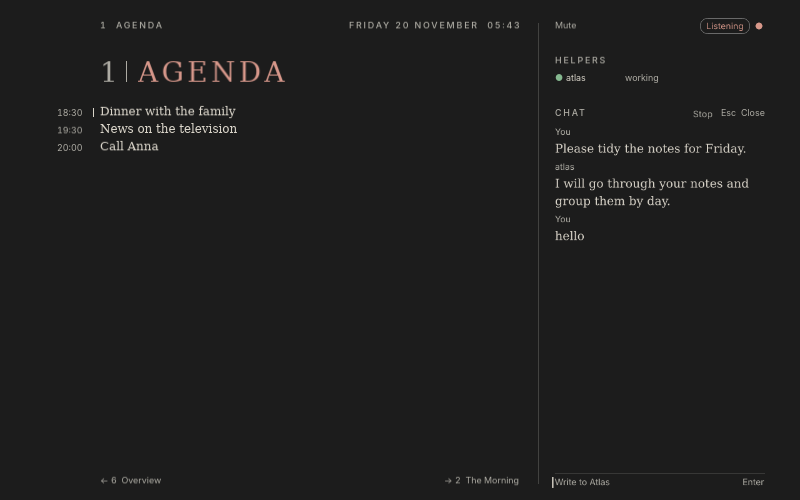 1 AGENDA
FRIDAY 20 NOVEMBER 05:43
1 AGENDA
18:30 Dinner with the family
19:30 News on the television
20:00 Call Anna
← 6 Overview
→ 2 The Morning
Mute
Listening
HELPERS
atlas working
CHAT Stop Esc Close
You
Please tidy the notes for Friday.
atlas
I will go through your notes and
group them by day.
You
hello
Write to Atlas Enter